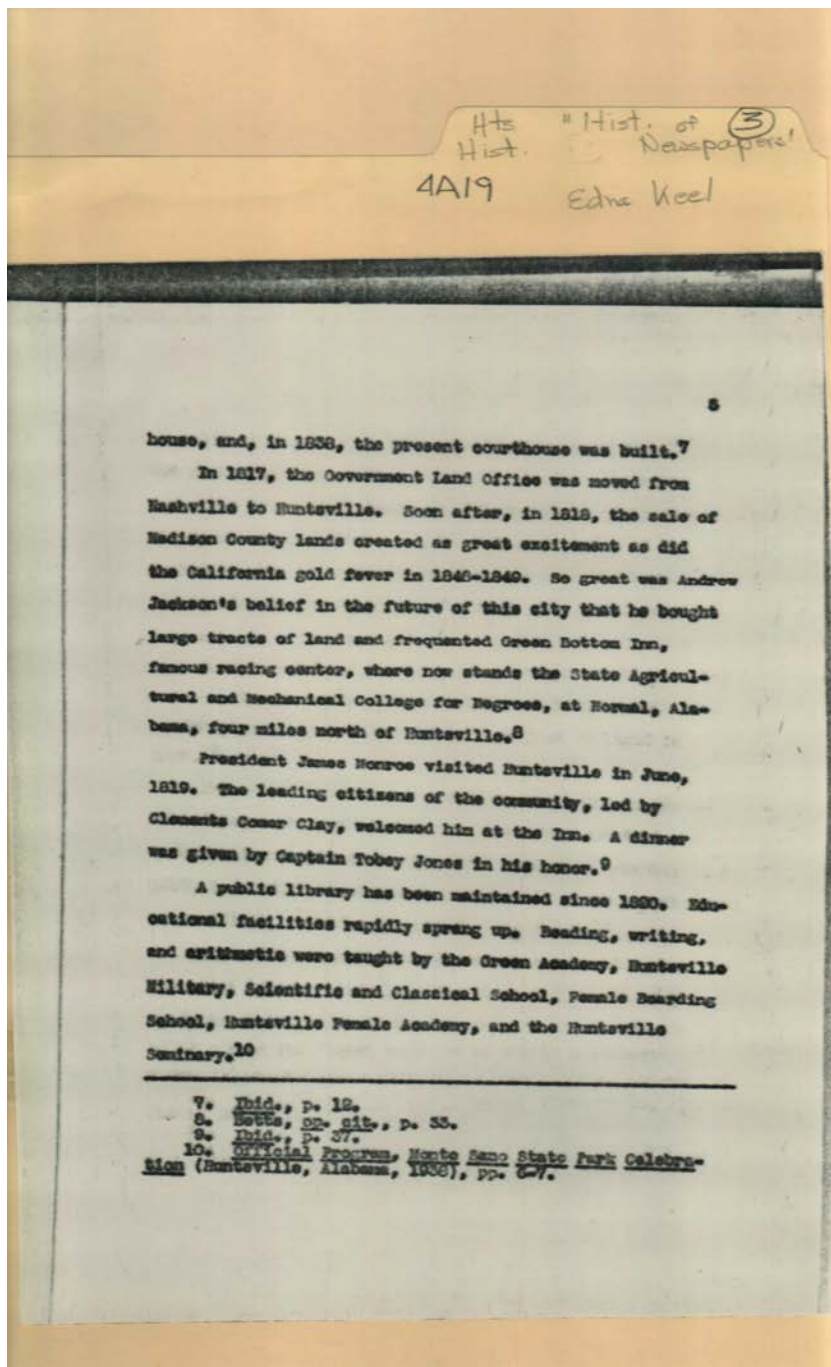 Hts "Hist. of 3
Hist. Newspapers"
4A19 Edna Keel
5
house, and, in 1838, the present courthouse was built.7
In 1817, the Government Land Office was moved from
Nashville to Huntsville. Soon after, in 1818, the sale of
Madison County lands created as great excitement as did
the California gold fever in 1848-1849. So great was Andrew
Jackson's belief in the future of this city that he bought
large tracts of land and frequented Green Bottom Inn,
famous racing center, where now stands the State Agricul-
tural and Mechanical College for Negroes, at Normal, Ala-
bama, four miles north of Huntsville.8
President James Monroe visited Huntsville in June,
1819. The leading citizens of the community, led by
Clements Comer Clay, welcomed him at the Inn. A dinner
was given by Captain Tobey Jones in his honor.9
A public library has been maintained since 1820. Edu-
cational facilities rapidly sprang up. Reading, writing,
and arithmetic were taught by the Green Academy, Huntsville
Military, Scientific and Classical School, Female Boarding
School, Huntsville Female Academy, and the Huntsville
Seminary.10
7. Ibid., p. 12.
8. Betts, op. cit., p. 33.
9. Ibid., p. 37.
10. Official Program, Monte Sano State Park Celebra-
tion (Huntsville, Alabama, 1938), pp. 6-7.